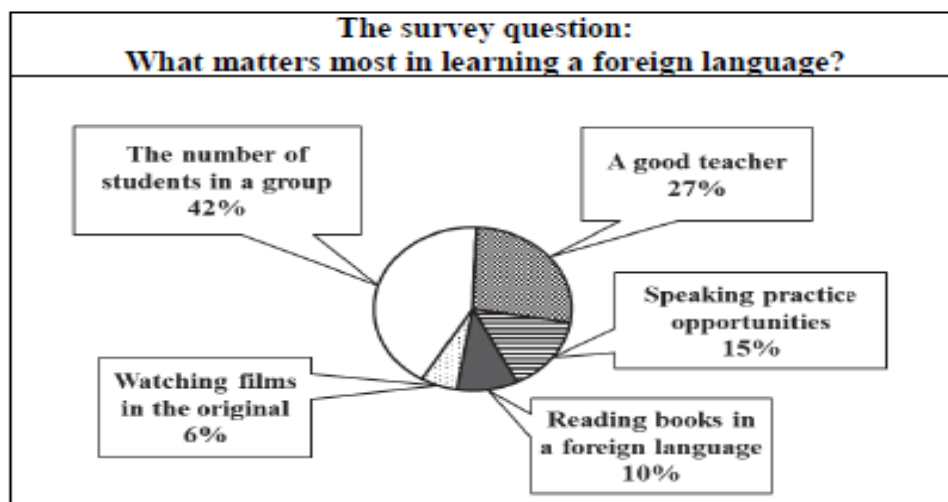 The survey question:
What matters most in learning a foreign language?
The number of
students in a group
42%
A good teacher
27%
Speaking practice
opportunities
15%
Watching films
in the original
6%
Reading books in
a foreign language
10%